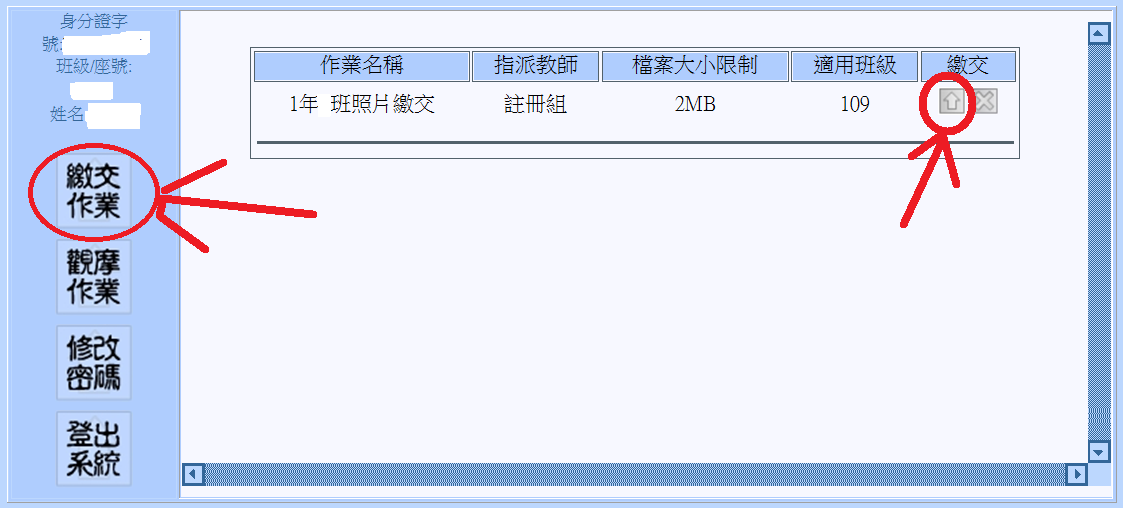 身分證字
號:
班級/座號:
姓名
繳交
作業
觀摩
作業
修改
密碼
登出
系統
作業名稱 指派教師 檔案大小限制 適用班級 繳交
1年 班照片繳交 註冊組 2MB 109